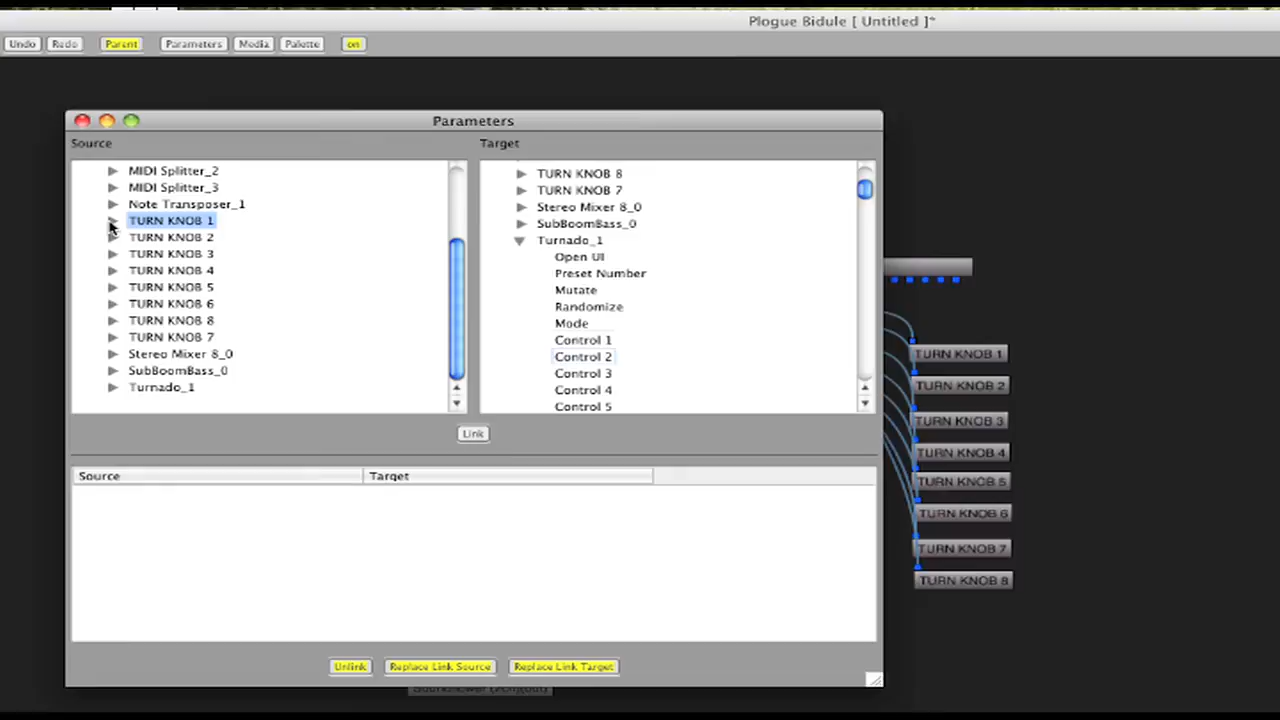 Plogue Bidule [ Untitled ]*
Undo Redo Parent Parameters Media Palette on
Parameters
Source Target
MIDI Splitter_2
MIDI Splitter_3
Note Transposer_1
TURN KNOB 1
TURN KNOB 2
TURN KNOB 3
TURN KNOB 4
TURN KNOB 5
TURN KNOB 6
TURN KNOB 8
TURN KNOB 7
Stereo Mixer 8_0
SubBoomBass_0
Turnado_1
TURN KNOB 8
TURN KNOB 7
Stereo Mixer 8_0
SubBoomBass_0
Turnado_1
Open UI
Preset Number
Mutate
Randomize
Mode
Control 1
Control 2
Control 3
Control 4
Control 5
Link
Source Target
Unlink Replace Link Source Replace Link Target
TURN KNOB 1
TURN KNOB 2
TURN KNOB 3
TURN KNOB 4
TURN KNOB 5
TURN KNOB 6
TURN KNOB 7
TURN KNOB 8